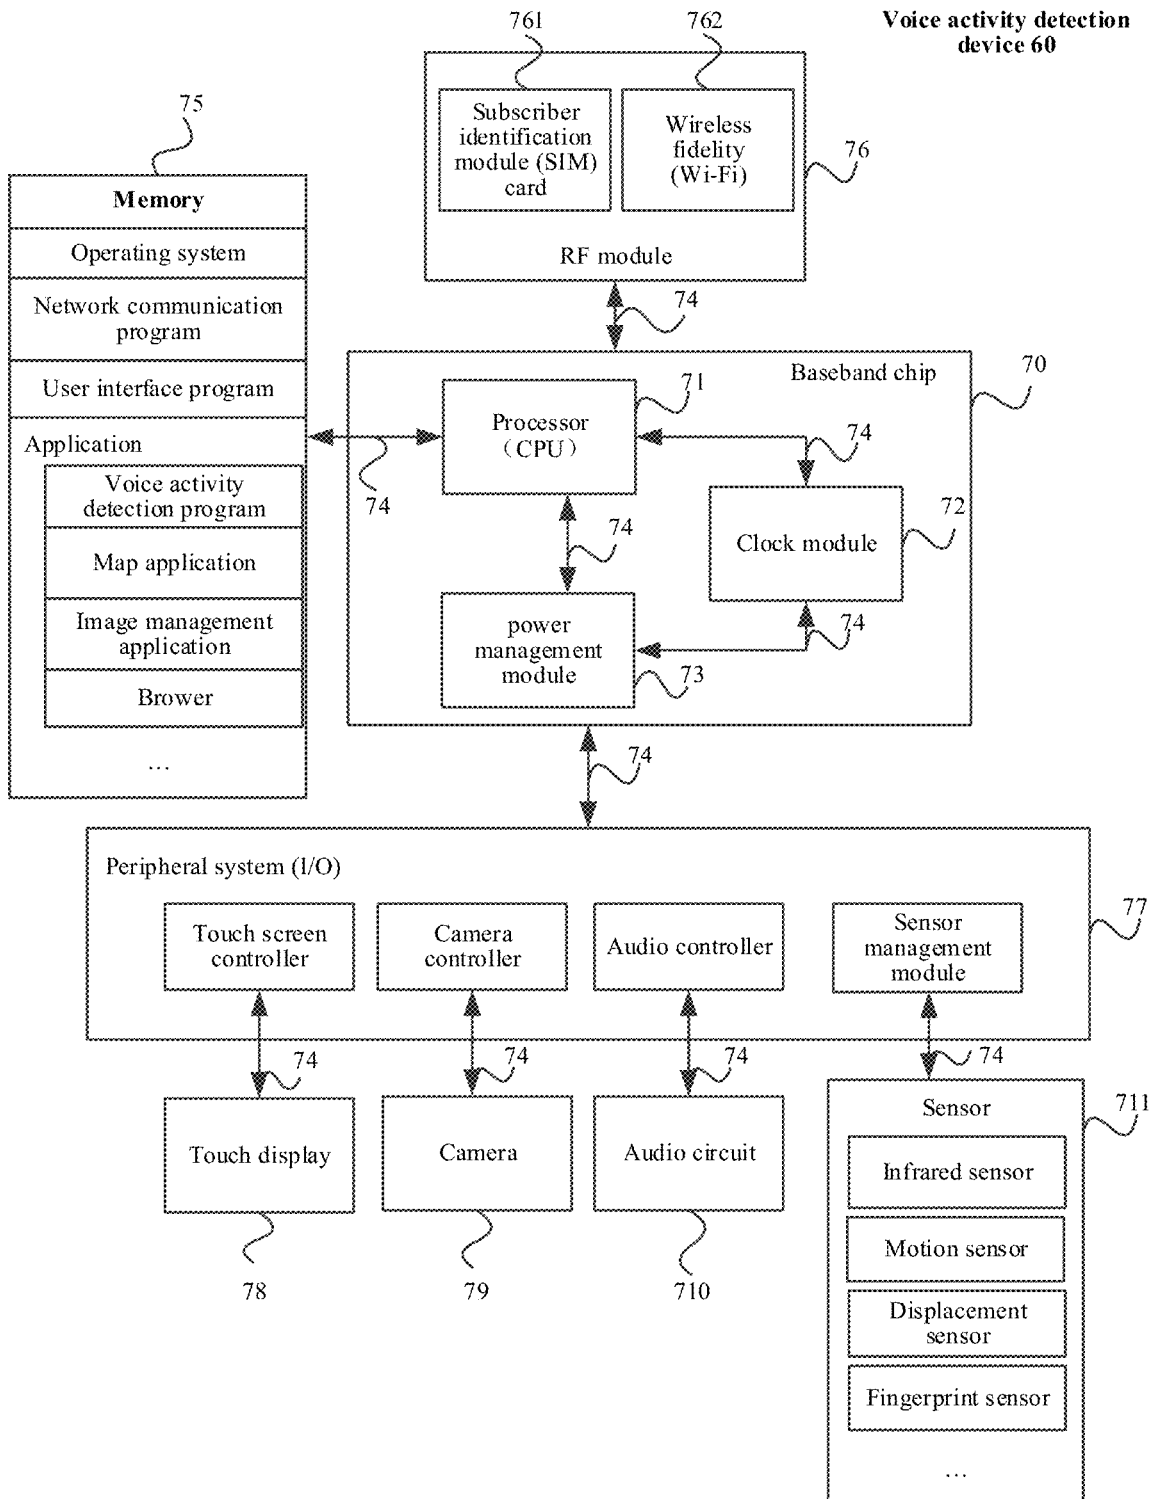 Voice activity detection
device 60
761
762
Subscriber
identification
module (SIM)
card
Wireless
fidelity
(Wi-Fi)
76
RF module
75
Memory
Operating system
Network communication
program
User interface program
Application
Voice activity
detection program
Map application
Image management
application
Brower
...
74
74
Baseband chip
70
71
Processor
(CPU)
74
74
Clock module
72
74
power
management
module
73
74
Peripheral system (I/O)
77
Touch screen
controller
Camera
controller
Audio controller
Sensor
management
module
74
74
74
74
Touch display
Camera
Audio circuit
78
79
710
Sensor
711
Infrared sensor
Motion sensor
Displacement
sensor
Fingerprint sensor
...